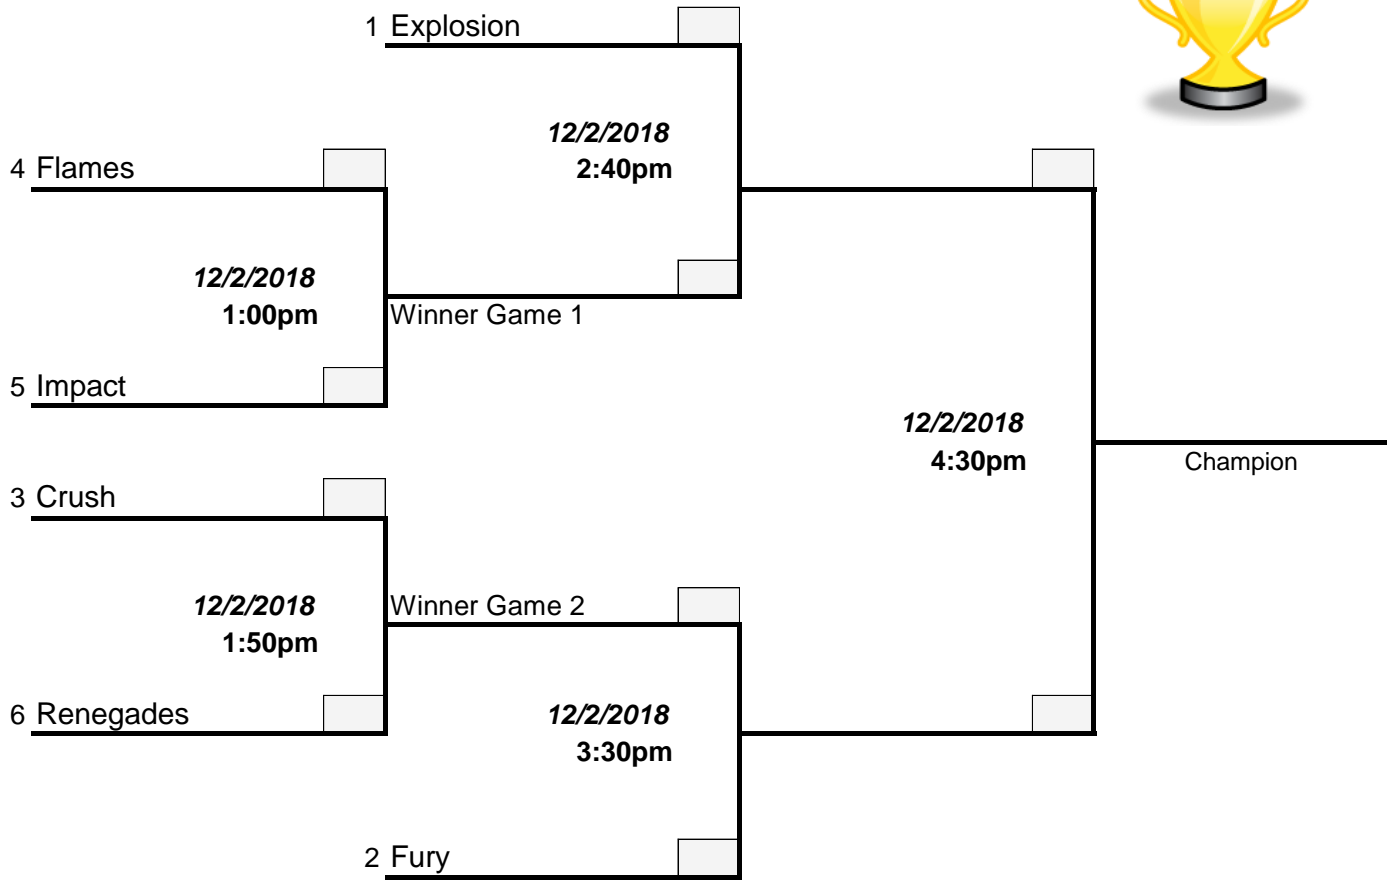 1 Explosion
12/2/2018
2:40pm
4 Flames
12/2/2018
1:00pm
Winner Game 1
5 Impact
12/2/2018
4:30pm
Champion
3 Crush
12/2/2018
1:50pm
Winner Game 2
6 Renegades
12/2/2018
3:30pm
2 Fury